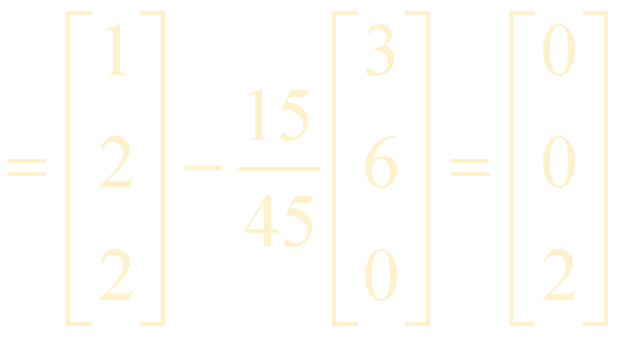 = [1 2 2] − 15/45 [3 6 0] = [0 0 2]